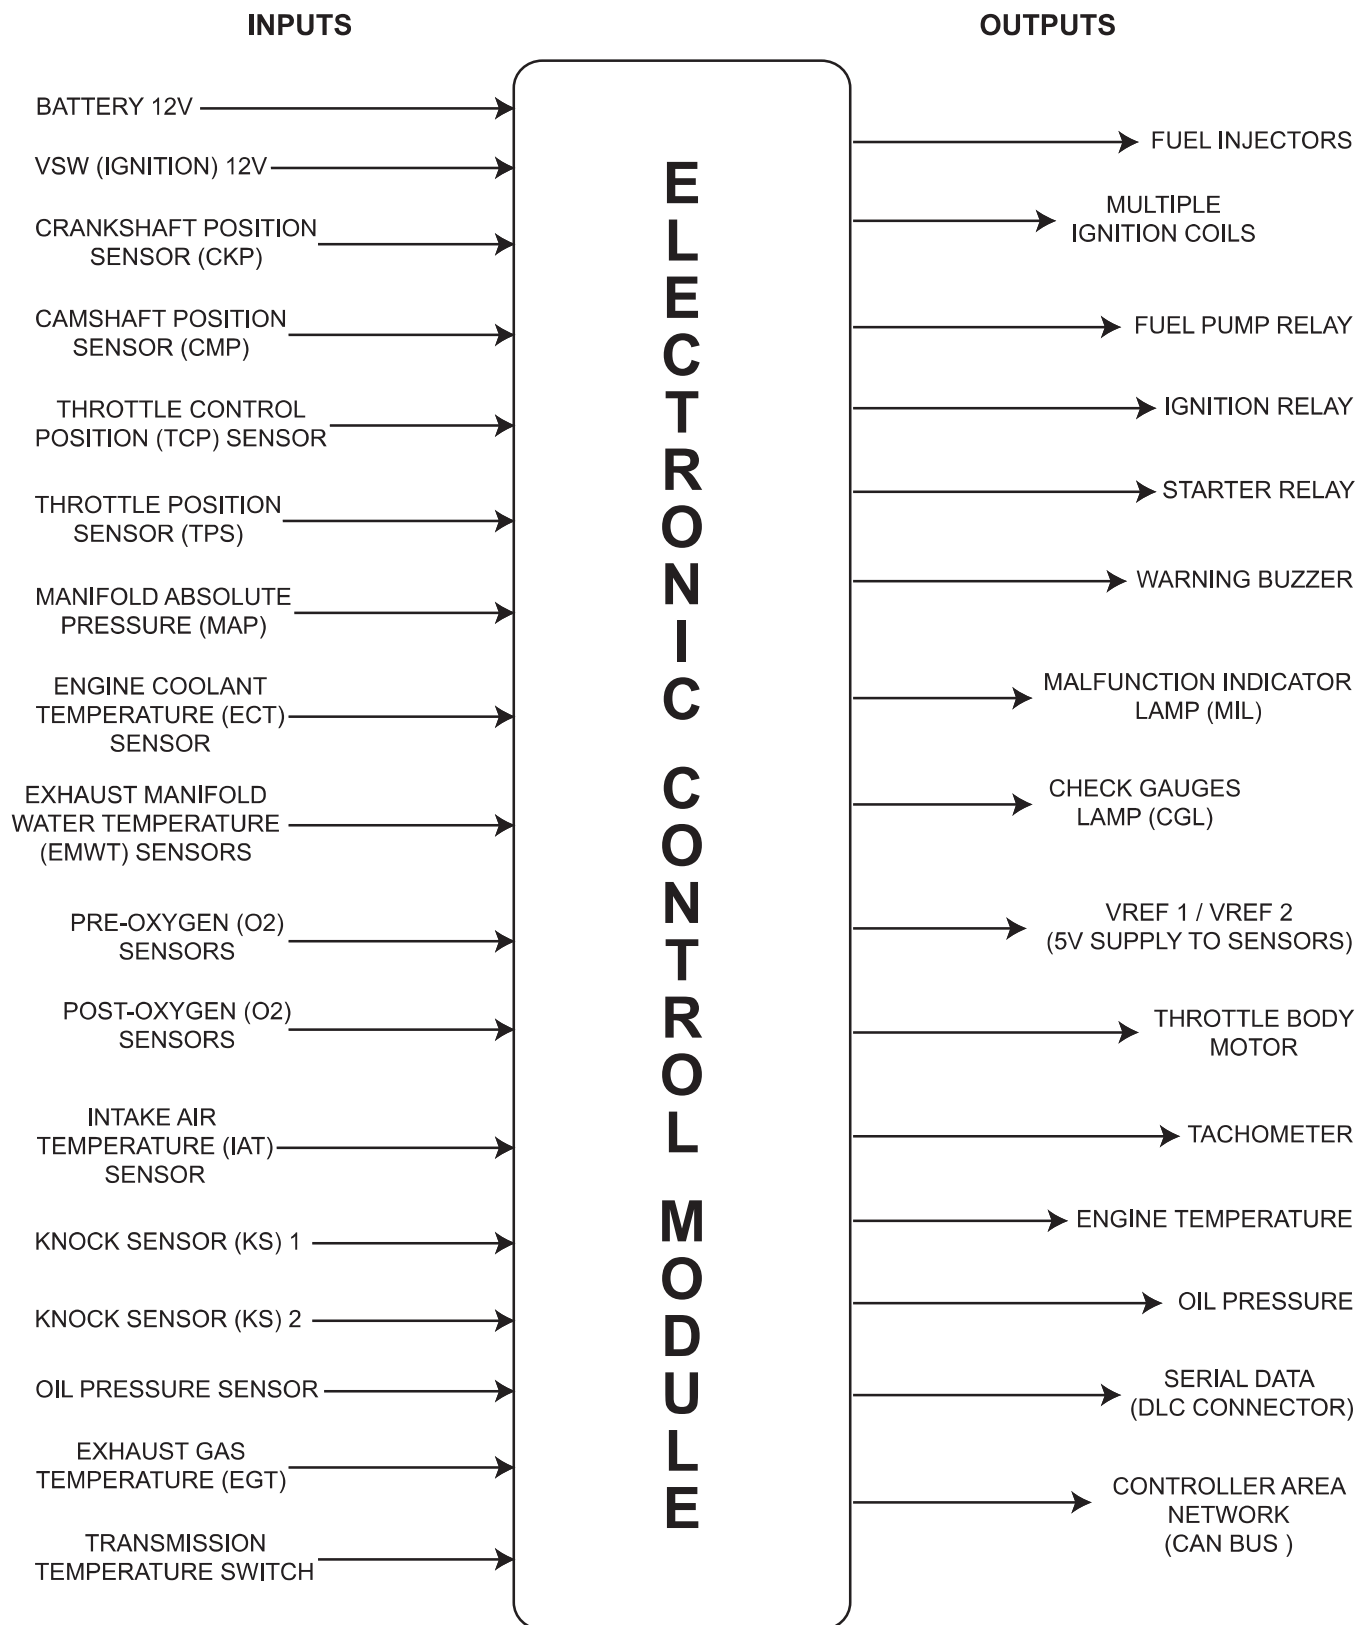 INPUTS
OUTPUTS
BATTERY 12V
VSW (IGNITION) 12V
CRANKSHAFT POSITION
SENSOR (CKP)
CAMSHAFT POSITION
SENSOR (CMP)
THROTTLE CONTROL
POSITION (TCP) SENSOR
THROTTLE POSITION
SENSOR (TPS)
MANIFOLD ABSOLUTE
PRESSURE (MAP)
ENGINE COOLANT
TEMPERATURE (ECT)
SENSOR
EXHAUST MANIFOLD
WATER TEMPERATURE
(EMWT) SENSORS
PRE-OXYGEN (O2)
SENSORS
POST-OXYGEN (O2)
SENSORS
INTAKE AIR
TEMPERATURE (IAT)
SENSOR
KNOCK SENSOR (KS) 1
KNOCK SENSOR (KS) 2
OIL PRESSURE SENSOR
EXHAUST GAS
TEMPERATURE (EGT)
TRANSMISSION
TEMPERATURE SWITCH
ELECTRONIC CONTROL MODULE
FUEL INJECTORS
MULTIPLE
IGNITION COILS
FUEL PUMP RELAY
IGNITION RELAY
STARTER RELAY
WARNING BUZZER
MALFUNCTION INDICATOR
LAMP (MIL)
CHECK GAUGES
LAMP (CGL)
VREF 1 / VREF 2
(5V SUPPLY TO SENSORS)
THROTTLE BODY
MOTOR
TACHOMETER
ENGINE TEMPERATURE
OIL PRESSURE
SERIAL DATA
(DLC CONNECTOR)
CONTROLLER AREA
NETWORK
(CAN BUS )